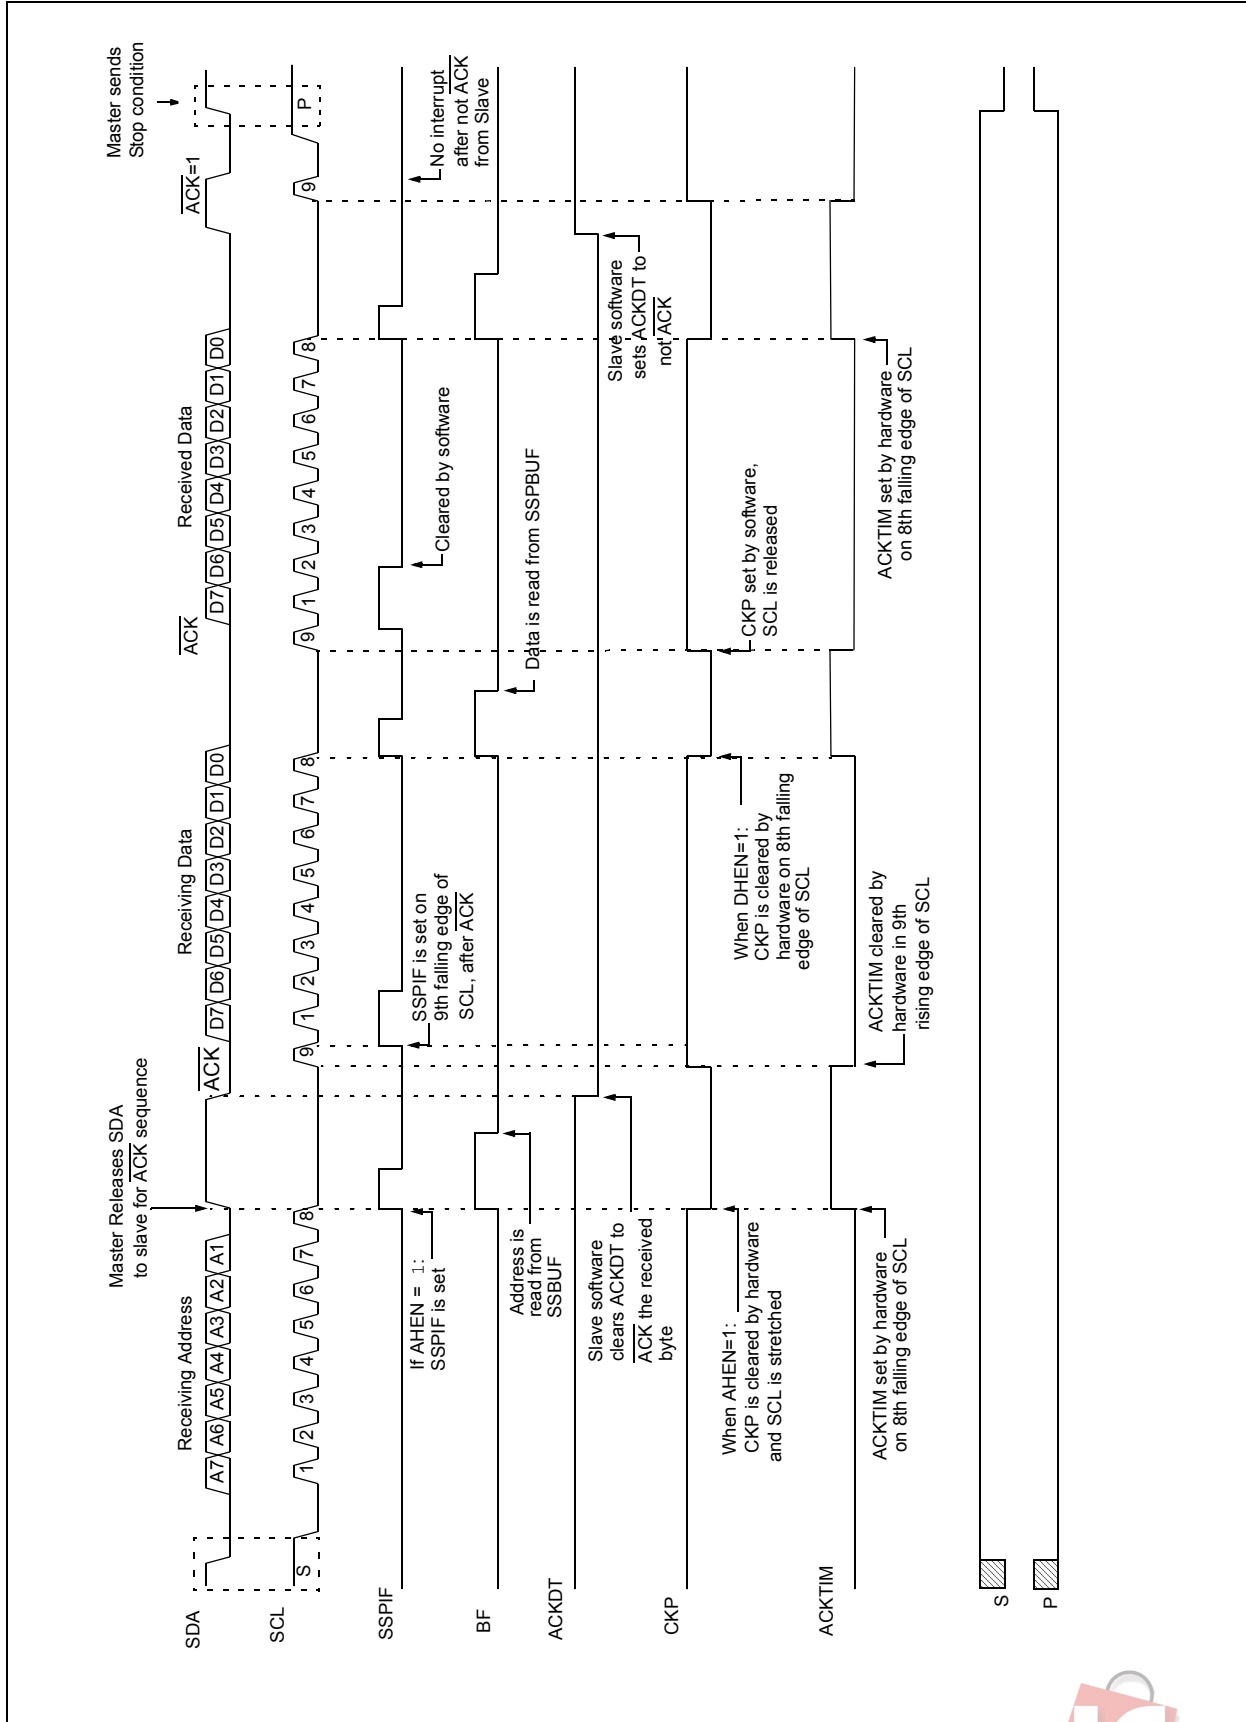 Master Releases SDA
to slave for ACK sequence
Master sends
Stop condition
Receiving Address
Receiving Data
Received Data
ACK
ACK
ACK=1
SDA
A7 A6 A5 A4 A3 A2 A1
D7 D6 D5 D4 D3 D2 D1 D0
D7 D6 D5 D4 D3 D2 D1 D0
SCL
S
1 2 3 4 5 6 7 8 9
1 2 3 4 5 6 7 8 9
1 2 3 4 5 6 7 8 9
P
SSPIF
If AHEN = 1:
SSPIF is set
SSPIF is set on
9th falling edge of
SCL, after ACK
Cleared by software
No interrupt
after not ACK
from Slave
BF
Address is
read from
SSBUF
Data is read from SSPBUF
ACKDT
Slave software
clears ACKDT to
ACK the received
byte
Slave software
sets ACKDT to
not ACK
CKP
When AHEN=1:
CKP is cleared by hardware
and SCL is stretched
When DHEN=1:
CKP is cleared by
hardware on 8th falling
edge of SCL
CKP set by software,
SCL is released
ACKTIM
ACKTIM set by hardware
on 8th falling edge of SCL
ACKTIM cleared by
hardware in 9th
rising edge of SCL
ACKTIM set by hardware
on 8th falling edge of SCL
S
P